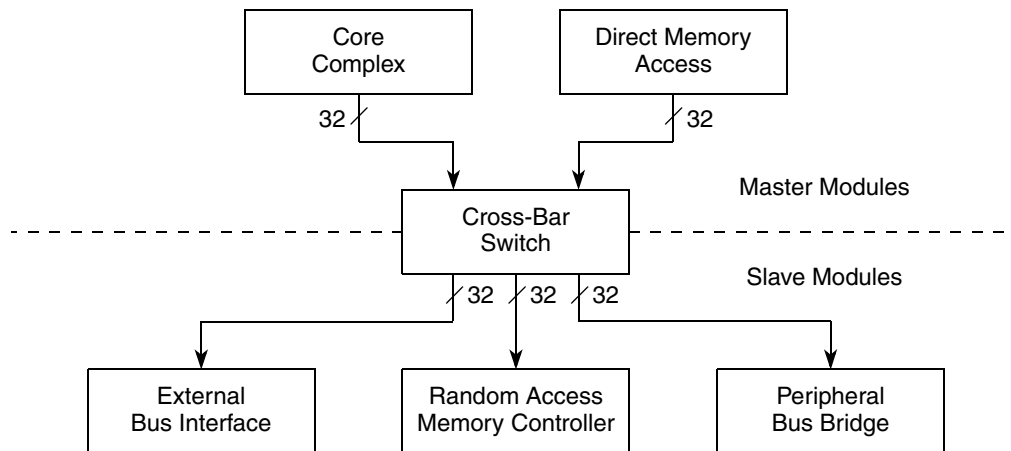 Core
Complex
Direct Memory
Access
32
32
Master Modules
Cross-Bar
Switch
Slave Modules
32
32
32
External
Bus Interface
Random Access
Memory Controller
Peripheral
Bus Bridge